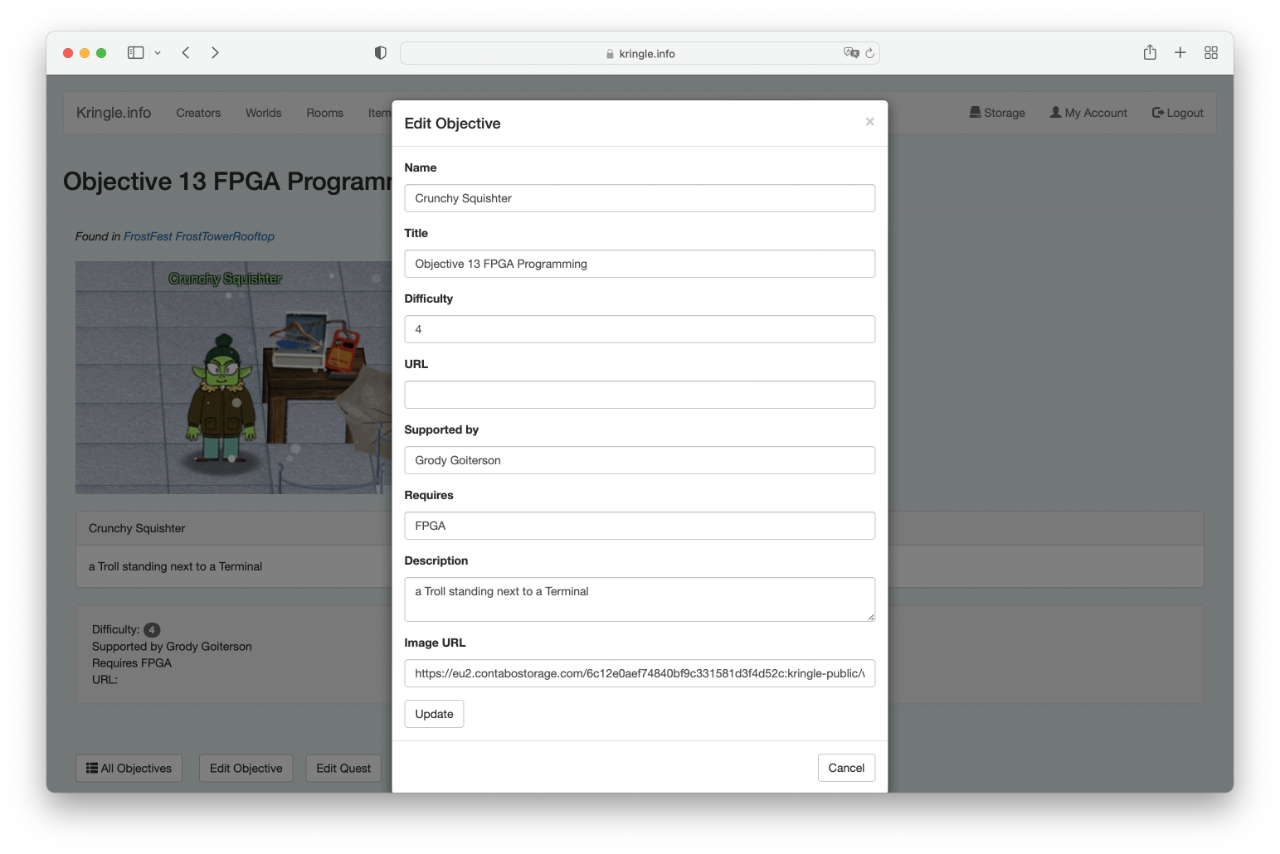 kringle.info
Kringle.info Creators Worlds Rooms Item Storage My Account Logout
Objective 13 FPGA Programm
Found in FrostFest FrostTowerRooftop
Crunchy Squishter
Crunchy Squishter
a Troll standing next to a Terminal
Difficulty: 4
Supported by Grody Goiterson
Requires FPGA
URL:
All Objectives Edit Objective Edit Quest
Edit Objective ×
Name
Crunchy Squishter
Title
Objective 13 FPGA Programming
Difficulty
4
URL
Supported by
Grody Goiterson
Requires
FPGA
Description
a Troll standing next to a Terminal
Image URL
https://eu2.contabostorage.com/6c12e0aef74840bf9c331581d3f4d52c:kringle-public/
Update
Cancel